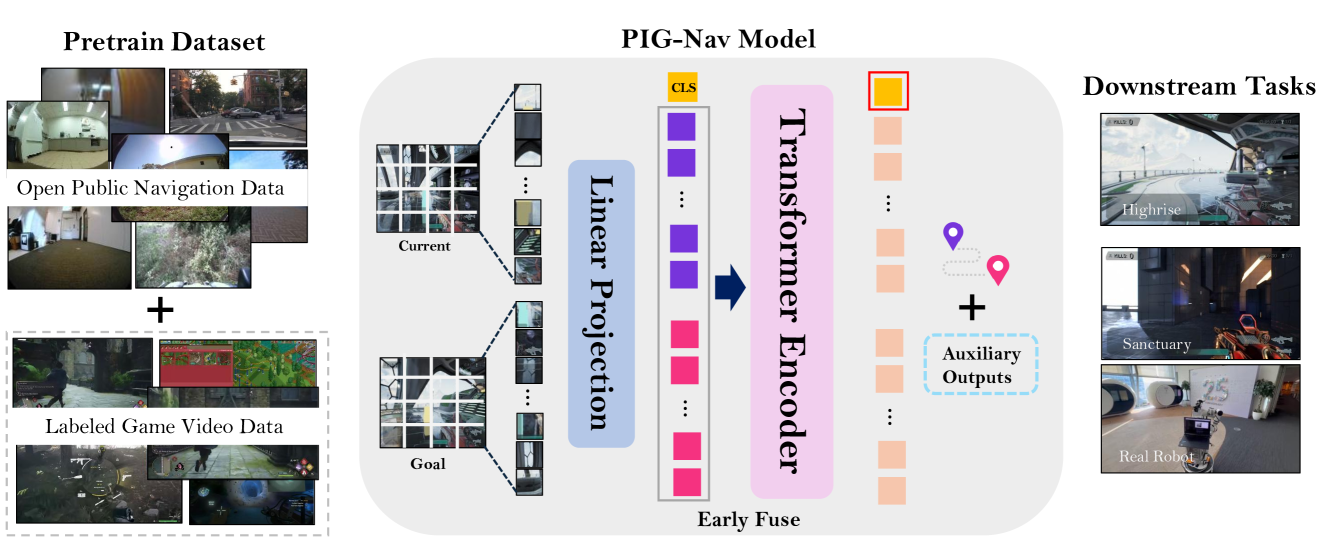 Pretrain Dataset
Open Public Navigation Data
+
Labeled Game Video Data
PIG-Nav Model
Current
Goal
Linear Projection
CLS
Transformer Encoder
Early Fuse
+
Auxiliary
Outputs
Downstream Tasks
Highrise
Sanctuary
Real Robot